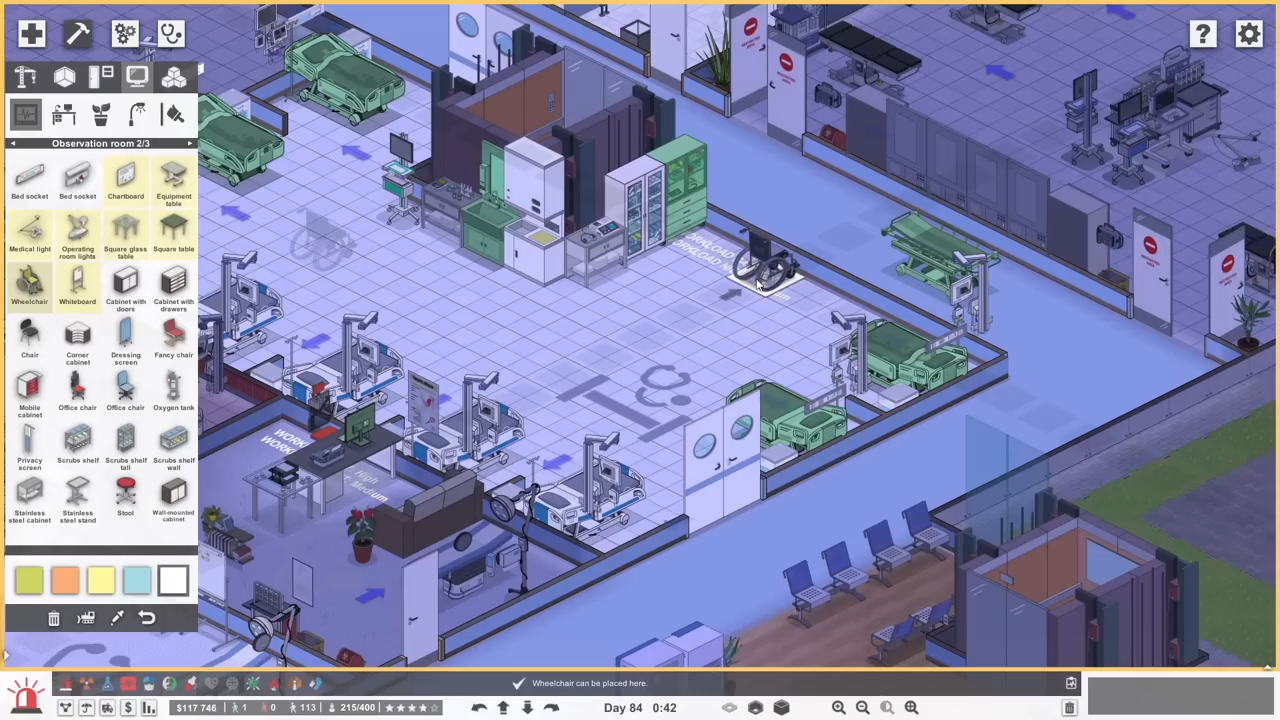 ?
Observation room 2/3
Bed socket
Bed socket
Chartboard
Equipment table
Medical light
Operating room lights
Square glass table
Square table
Wheelchair
Whiteboard
Cabinet with doors
Cabinet with drawers
Chair
Corner cabinet
Dressing screen
Fancy chair
Mobile cabinet
Office chair
Office chair
Oxygen tank
Privacy screen
Scrubs shelf
Scrubs shelf tall
Scrubs shelf wall
Stainless steel cabinet
Stainless steel stand
Stool
Wall-mounted cabinet
High
Medium
Wheelchair can be placed here.
$117 746
1
0
113
215/400
Day 84
0:42